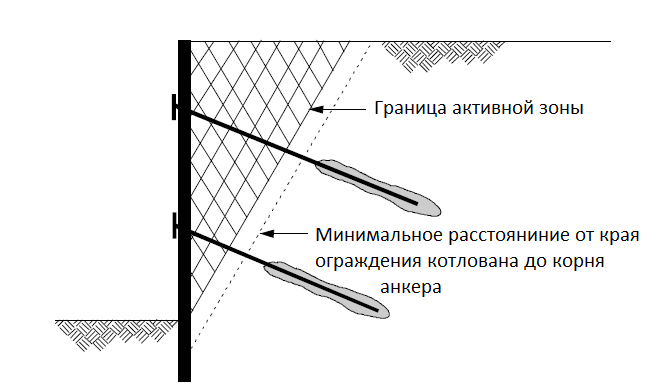 Граница активной зоны
Минимальное расстояниние от края
ограждения котлована до корня
анкера